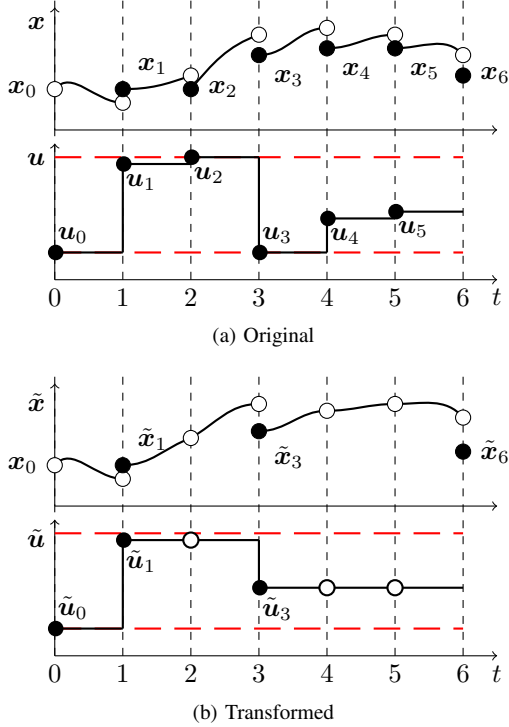 x
x₀ x₁ x₂ x₃ x₄ x₅ x₆
u
u₀ u₁ u₂ u₃ u₄ u₅
0 1 2 3 4 5 6 t
(a) Original
x̃
x₀ x̃₁ x̃₃ x̃₆
ũ
ũ₀ ũ₁ ũ₃
0 1 2 3 4 5 6 t
(b) Transformed